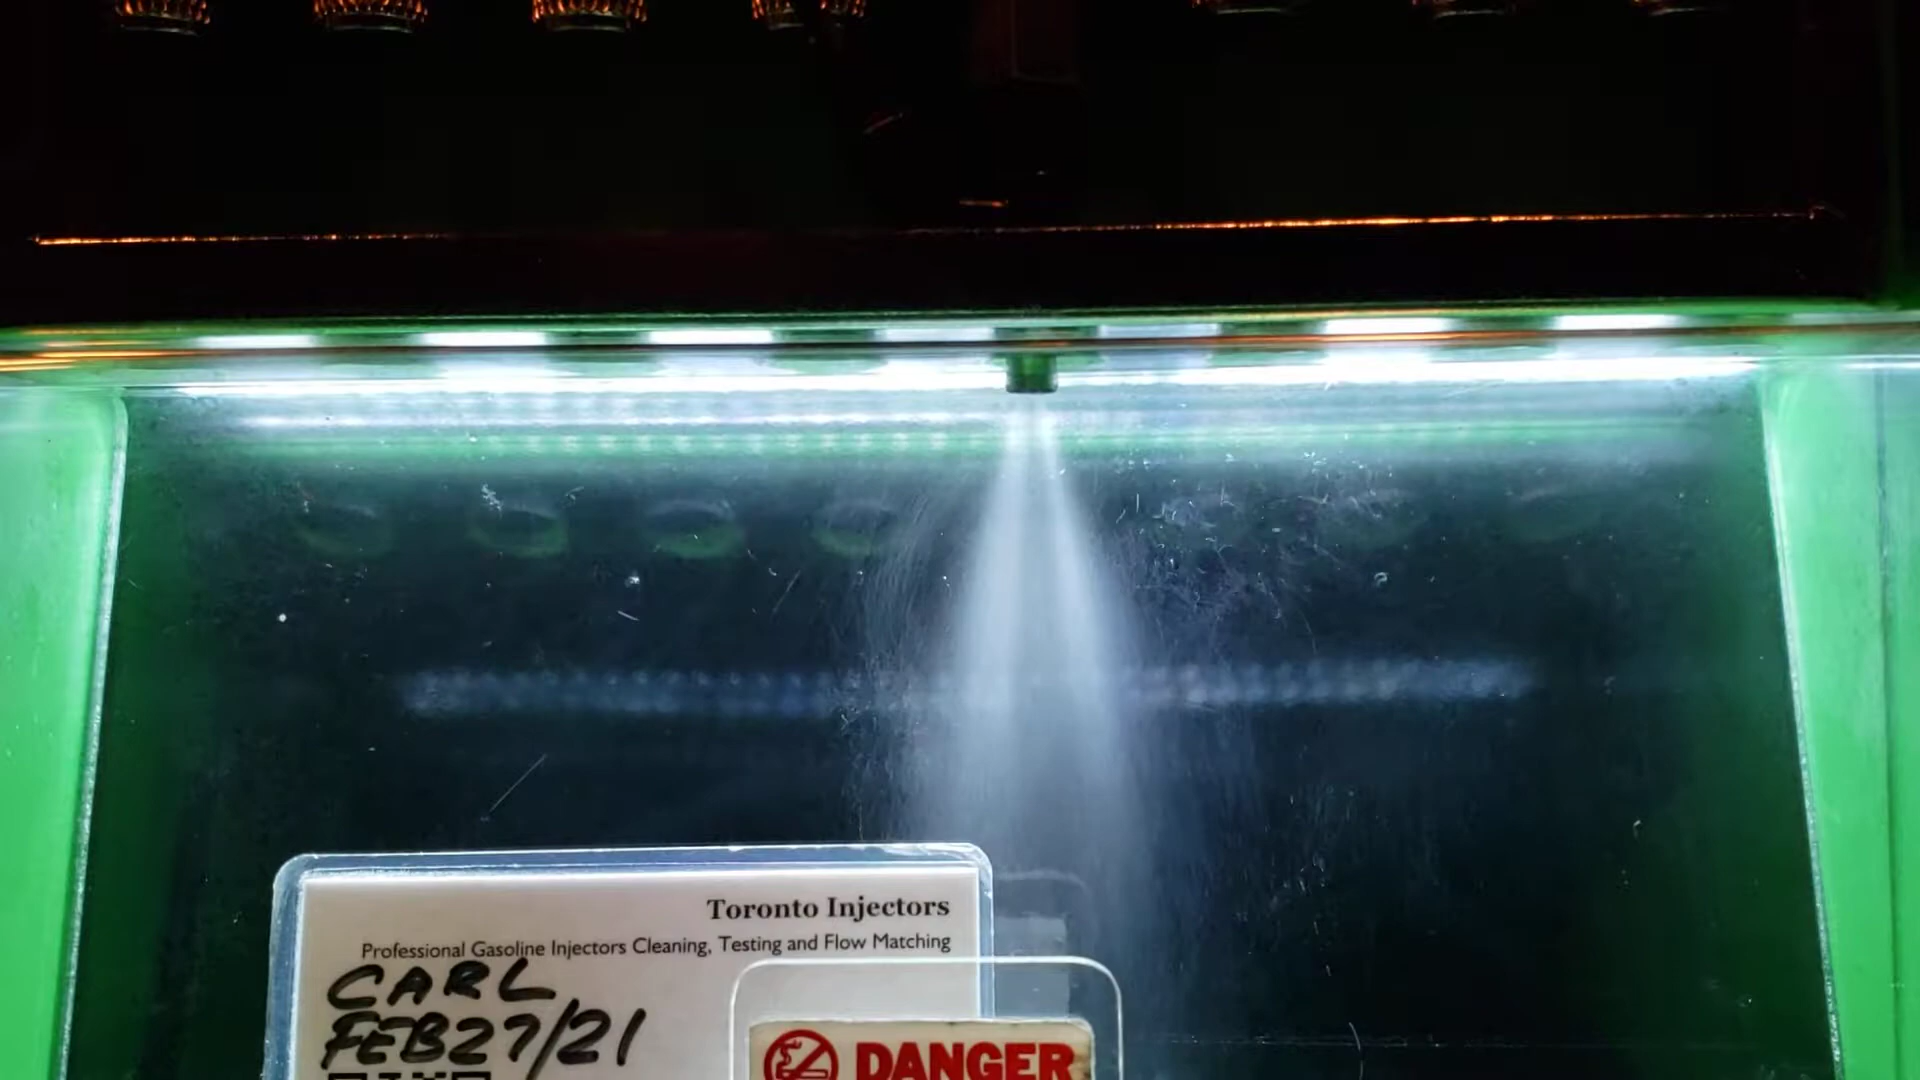 Toronto Injectors
Professional Gasoline Injectors Cleaning, Testing and Flow Matching
CARL
FEB27/21
DANGER